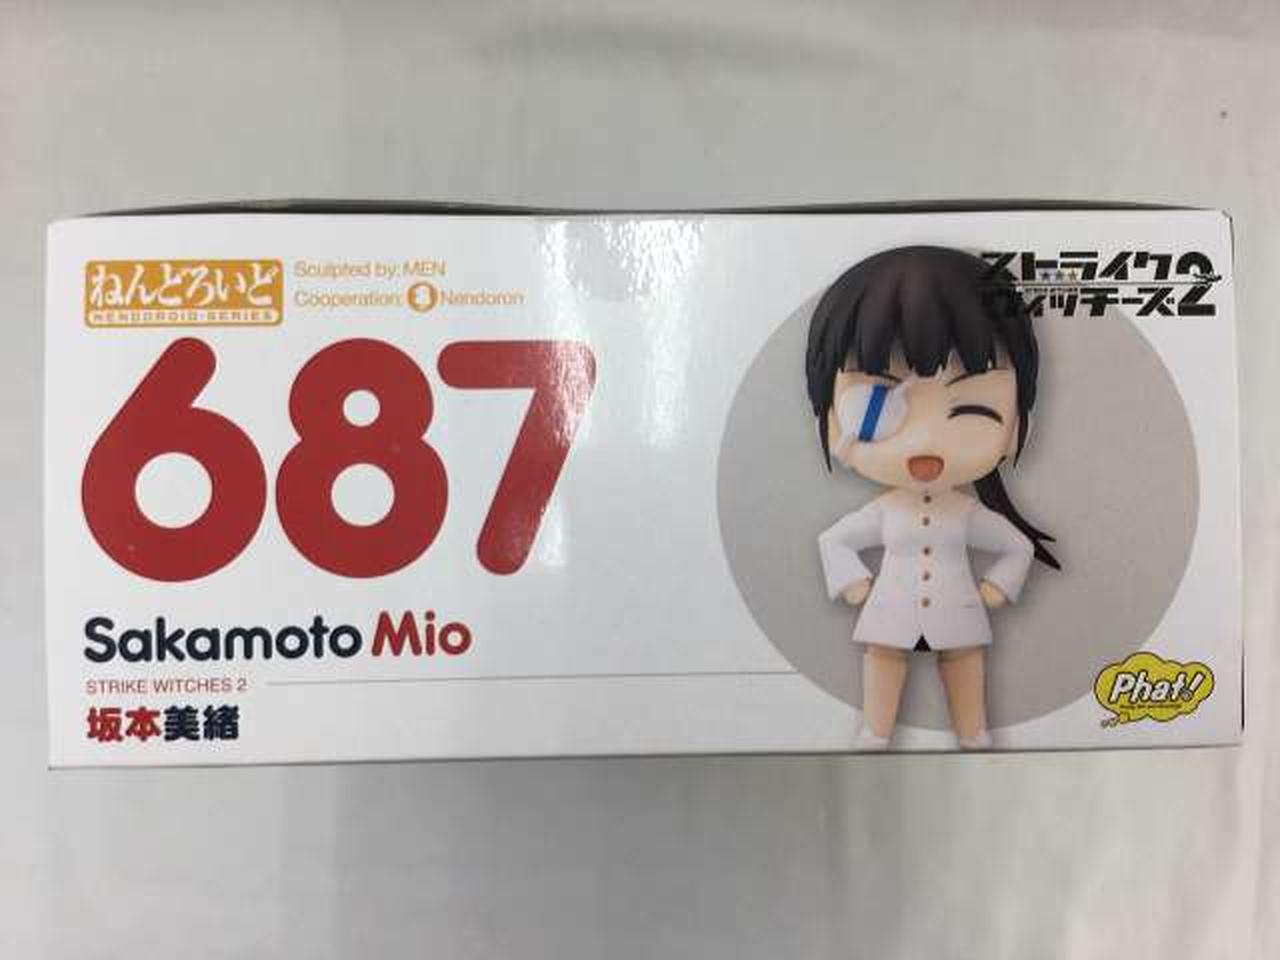 ねんどろいど
NENDOROID SERIES
Sculpted by: MEN
Cooperation: Nendoron
687
Sakamoto Mio
STRIKE WITCHES 2
坂本美緒
ストライク
ウィッチーズ2
Phat!